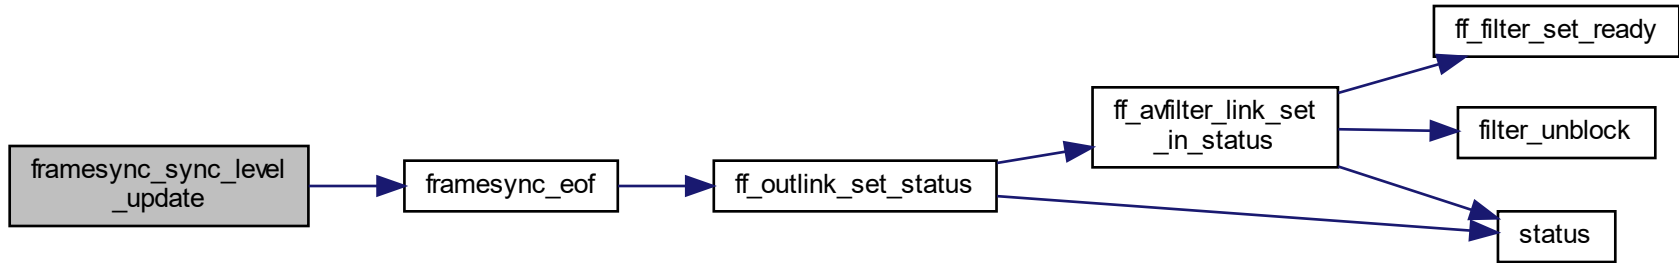 framesync_sync_level
_update
framesync_eof
ff_outlink_set_status
ff_avfilter_link_set
_in_status
ff_filter_set_ready
filter_unblock
status